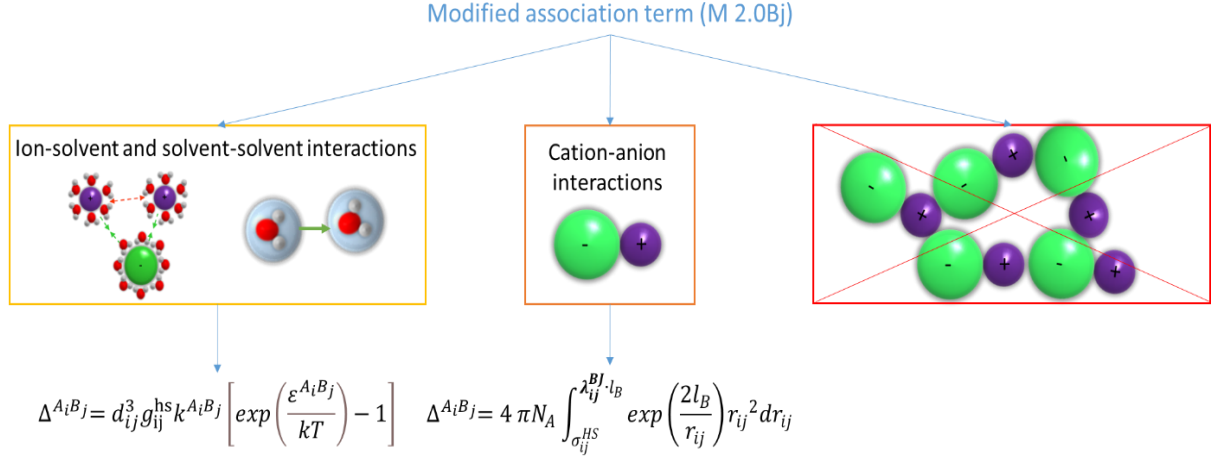 Modified association term (M 2.0Bj)
Ion-solvent and solvent-solvent interactions
Cation-anion
interactions
+ +
-
- +
- - + - + + - + - +
Δ^{A_iB_j} = d_{ij}^3 g_{ij}^{hs} k^{A_iB_j} [exp(ε^{A_iB_j}/kT) − 1]
Δ^{A_iB_j} = 4 πN_A ∫_{σ_{ij}^{HS}}^{λ_{ij}^{BJ}·l_B} exp(2l_B/r_{ij}) r_{ij}^2 dr_{ij}